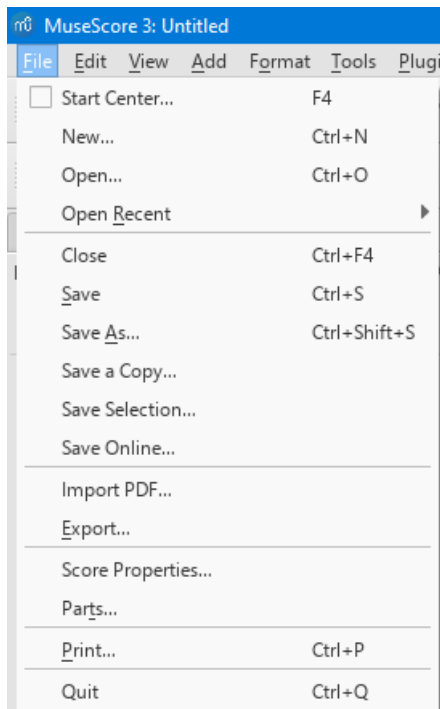 MuseScore 3: Untitled
File Edit View Add Format Tools Plugi
Start Center... F4
New... Ctrl+N
Open... Ctrl+O
Open Recent
Close Ctrl+F4
Save Ctrl+S
Save As... Ctrl+Shift+S
Save a Copy...
Save Selection...
Save Online...
Import PDF...
Export...
Score Properties...
Parts...
Print... Ctrl+P
Quit Ctrl+Q